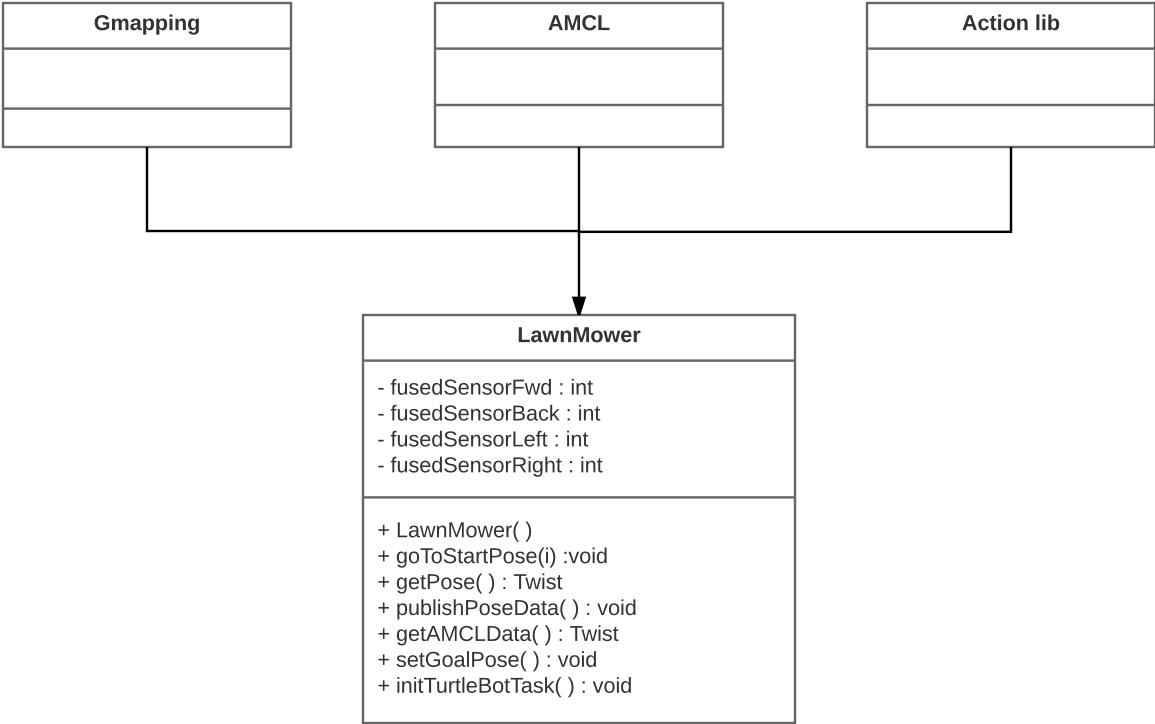 Gmapping
AMCL
Action lib
LawnMower
- fusedSensorFwd : int
- fusedSensorBack : int
- fusedSensorLeft : int
- fusedSensorRight : int
+ LawnMower( )
+ goToStartPose(i) :void
+ getPose( ) : Twist
+ publishPoseData( ) : void
+ getAMCLData( ) : Twist
+ setGoalPose( ) : void
+ initTurtleBotTask( ) : void